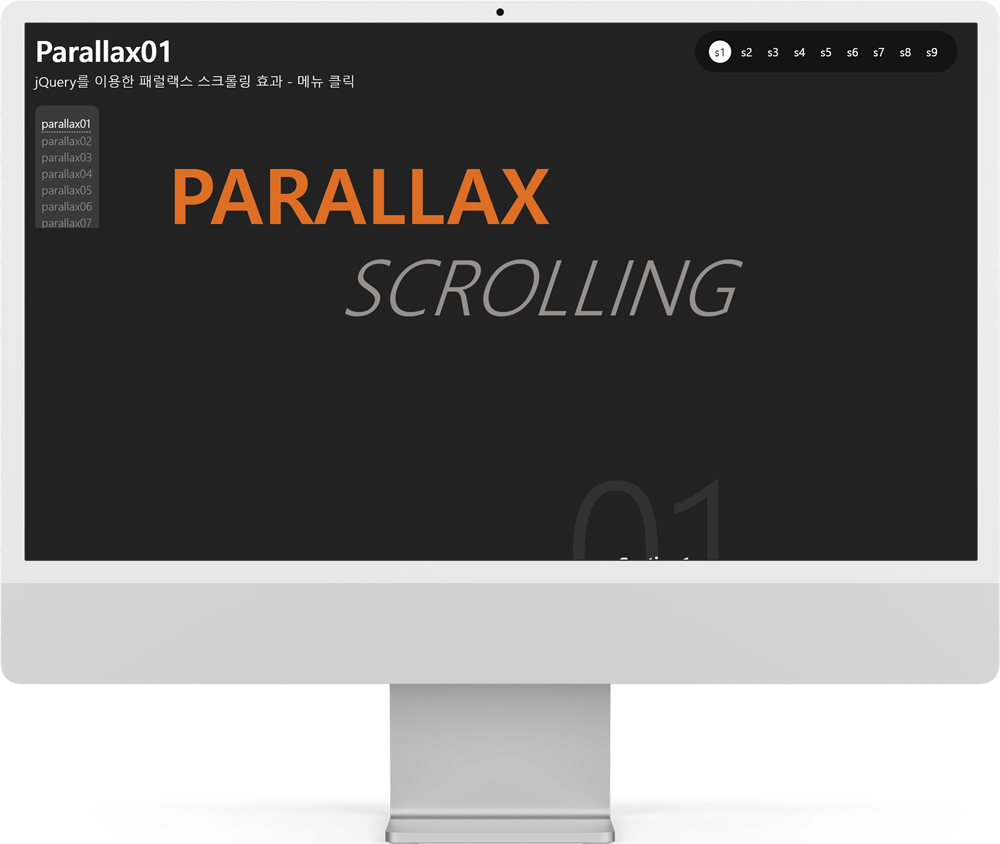 Parallax01
jQuery를 이용한 패럴랙스 스크롤링 효과 - 메뉴 클릭
s1 s2 s3 s4 s5 s6 s7 s8 s9
parallax01
parallax02
parallax03
parallax04
parallax05
parallax06
parallax07
PARALLAX
SCROLLING
01